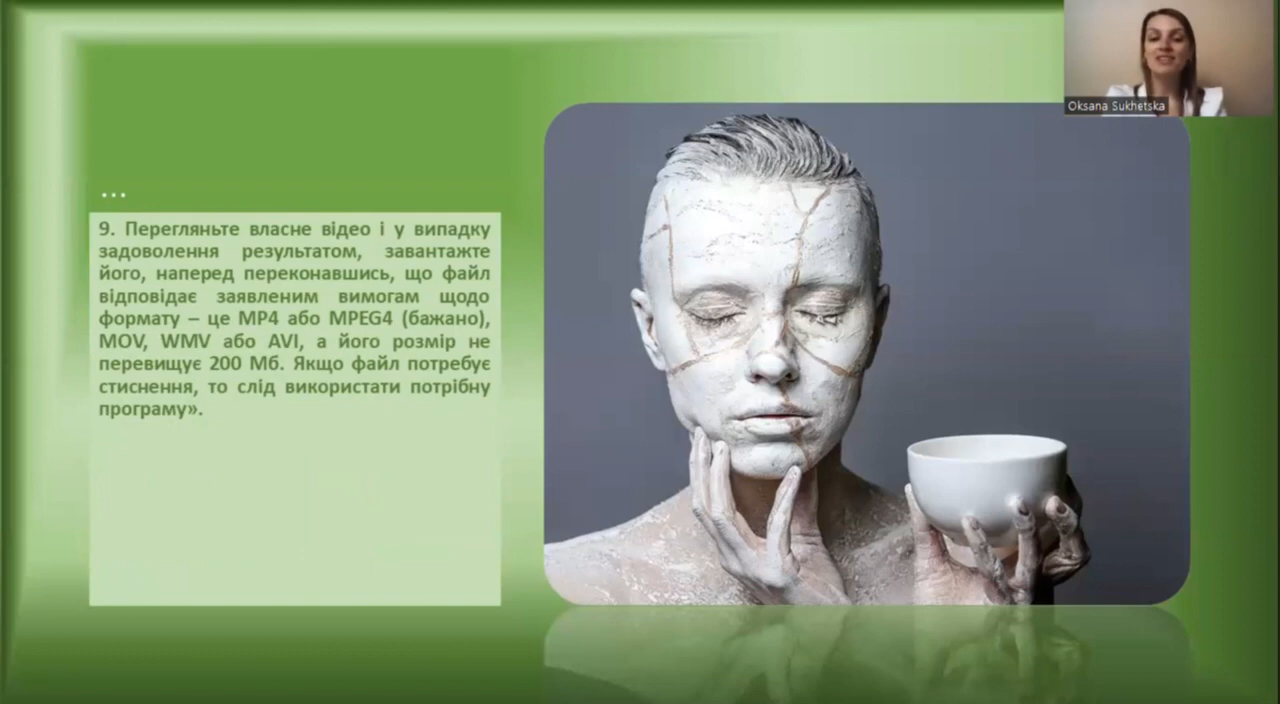 Oksana Sukhetska
...
9. Перегляньте власне відео і у випадку
задоволення результатом, завантажте
його, наперед переконавшись, що файл
відповідає заявленим вимогам щодо
формату – це MP4 або MPEG4 (бажано),
MOV, WMV або AVI, а його розмір не
перевищує 200 Мб. Якщо файл потребує
стиснення, то слід використати потрібну
програму».